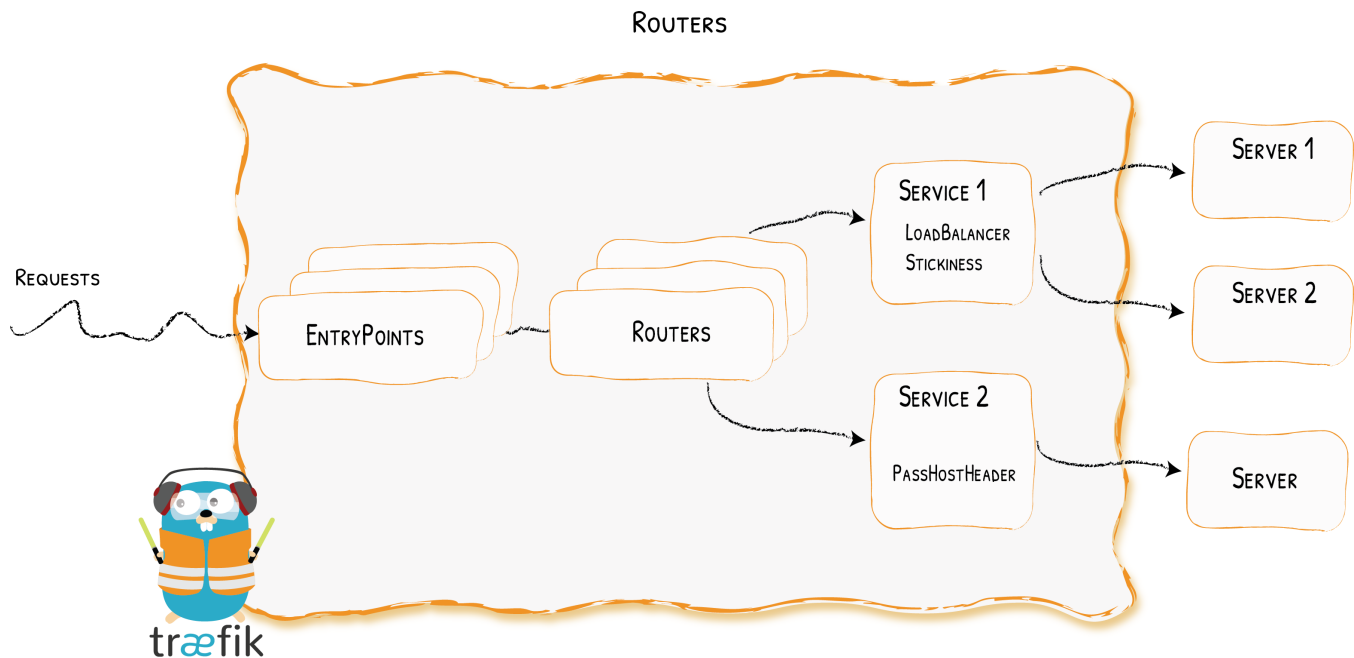 Routers
Requests
EntryPoints
Routers
Service 1
LoadBalancer
Stickiness
Service 2
PassHostHeader
Server 1
Server 2
Server
træfik